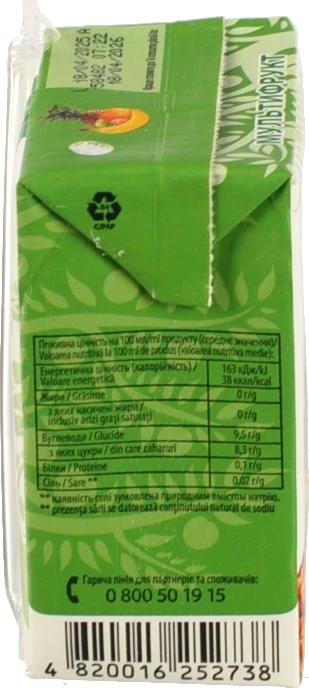 L 18/04/2025 A
58482 07:22
18/04/2026
МУЛЬТИФРУКТ
84
C/PAP
Поживна цінність на 100 мл/ml продукту (середнє значення)/
Valoarea nutritivă la 100 ml de produs (valoarea nutritivă medie):
Енергетична цінність (калорійність) / 163 кДж/kJ
Valoare energetică 38 ккал/kcal
Жири / Grăsime 0 г/g
з яких насичені жири /
inclusiv acizi grași saturați 0 г/g
Вуглеводи / Glucide 9,5 г/g
з яких цукри / din care zaharuri 8,3 г/g
Білки / Proteine 0,1 г/g
Сіль / Sare ** 0,02 г/g
** наявність солі зумовлена природним вмістом натрію.
** prezența sării se datorează conținutului natural de sodiu
Гаряча лінія для партнерів та споживачів:
0 800 50 19 15
4 820016 252738